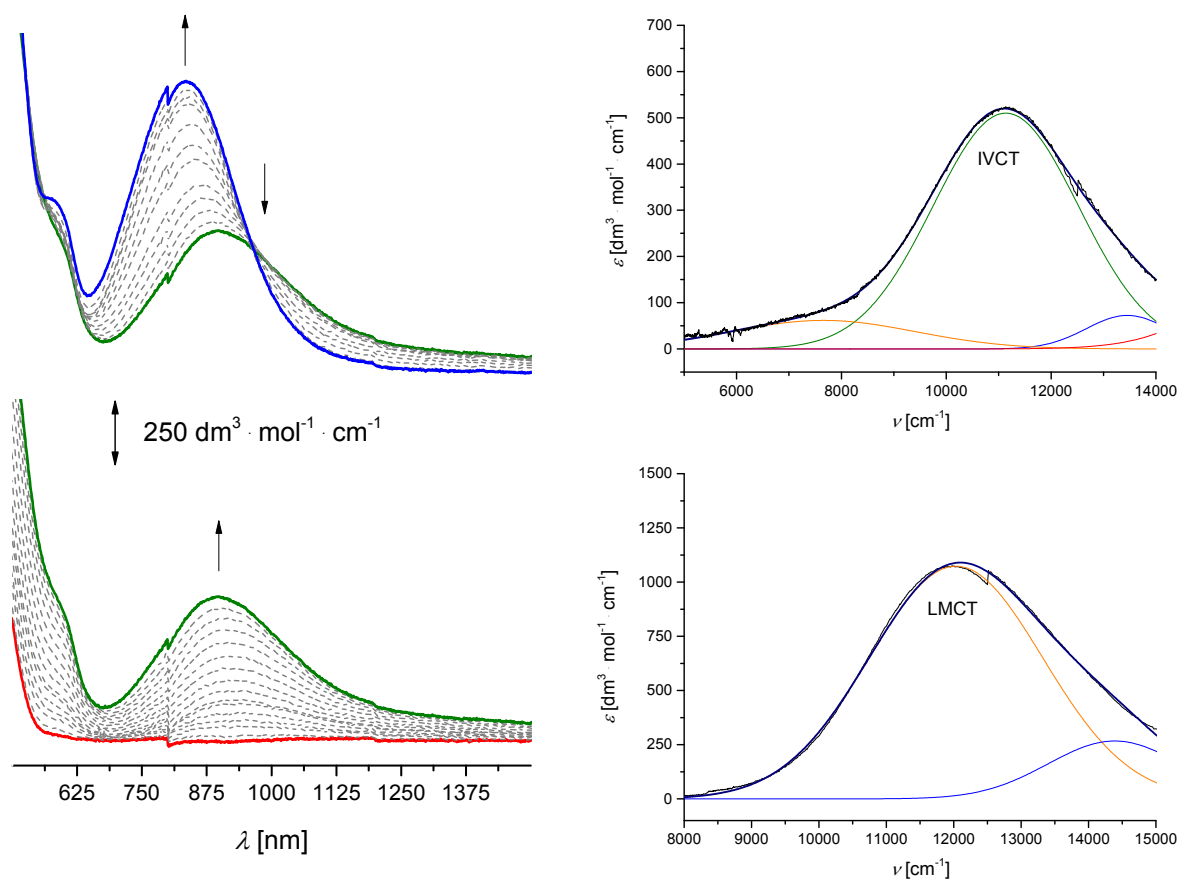 250 dm³ · mol⁻¹ · cm⁻¹
625 750 875 1000 1125 1250 1375
λ [nm]
700
600
500
400
300
200
100
0
ε [dm³ · mol⁻¹ · cm⁻¹]
IVCT
6000 8000 10000 12000 14000
ν [cm⁻¹]
1500
1250
1000
750
500
250
0
ε [dm³ · mol⁻¹ · cm⁻¹]
LMCT
8000 9000 10000 11000 12000 13000 14000 15000
ν [cm⁻¹]